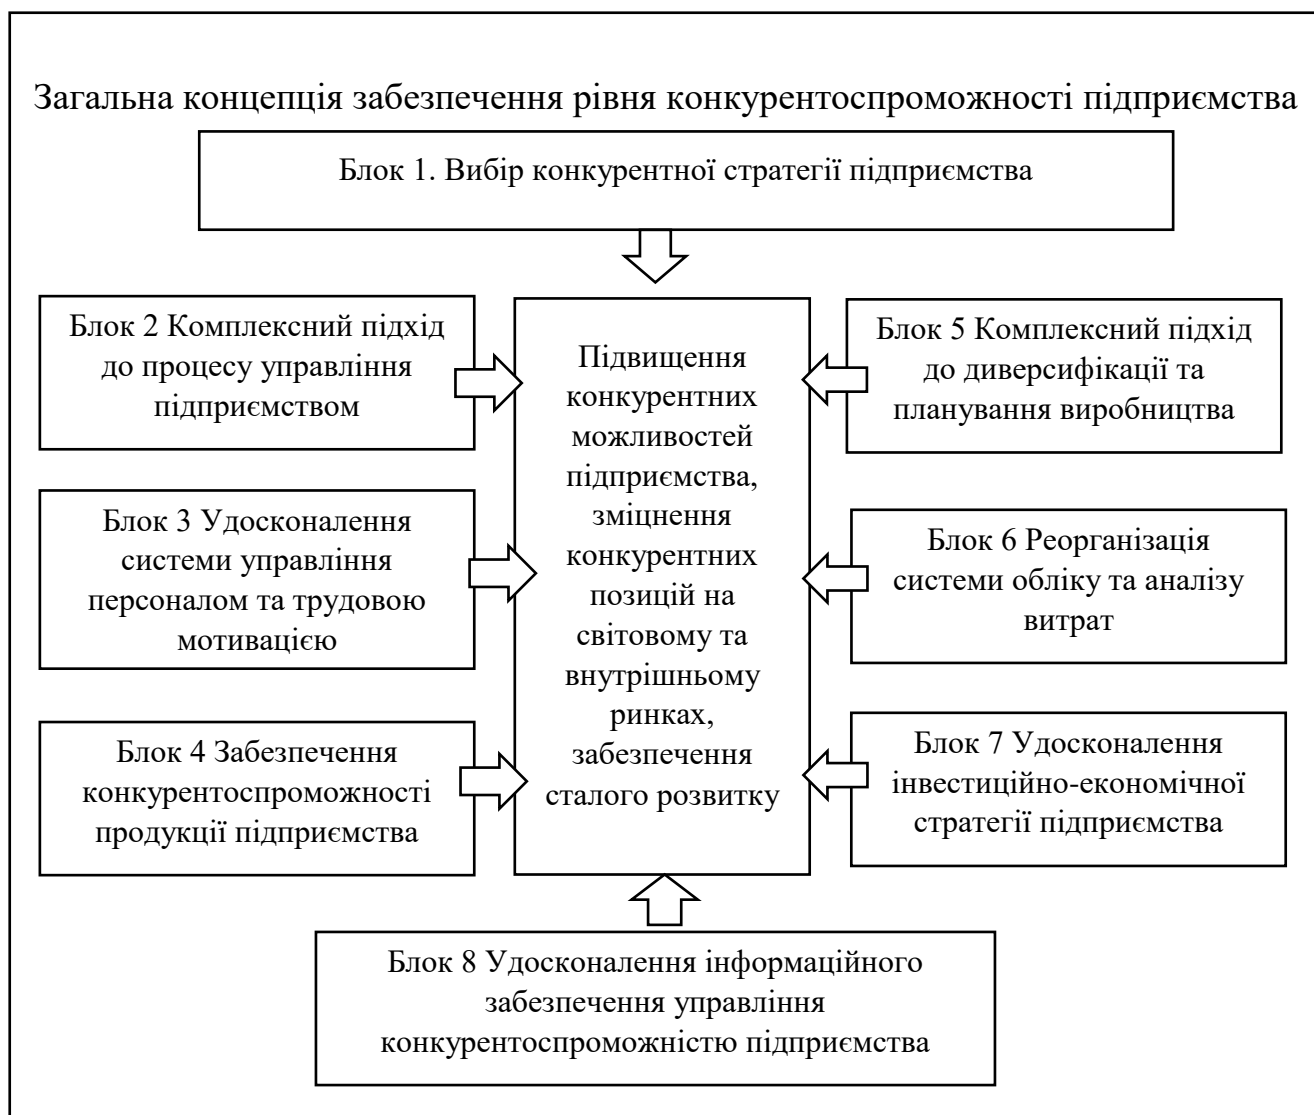 Загальна концепція забезпечення рівня конкурентоспроможності підприємства
Блок 1. Вибір конкурентної стратегії підприємства
Блок 2 Комплексний підхід
до процесу управління
підприємством
Блок 3 Удосконалення
системи управління
персоналом та трудовою
мотивацією
Блок 4 Забезпечення
конкурентоспроможності
продукції підприємства
Підвищення
конкурентних
можливостей
підприємства,
зміцнення
конкурентних
позицій на
світовому та
внутрішньому
ринках,
забезпечення
сталого розвитку
Блок 5 Комплексний підхід
до диверсифікації та
планування виробництва
Блок 6 Реорганізація
системи обліку та аналізу
витрат
Блок 7 Удосконалення
інвестиційно-економічної
стратегії підприємства
Блок 8 Удосконалення інформаційного
забезпечення управління
конкурентоспроможністю підприємства